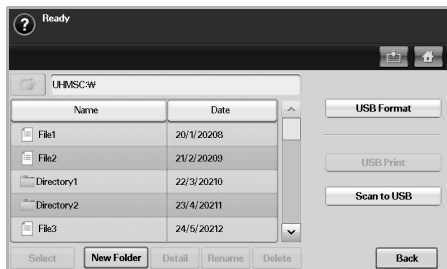 Ready
UHMSC:₩
Name Date
File1 20/1/20208
File2 21/2/20209
Directory1 22/3/20210
Directory2 23/4/20211
File3 24/5/20212
USB Format
USB Print
Scan to USB
Select New Folder Detail Rename Delete Back